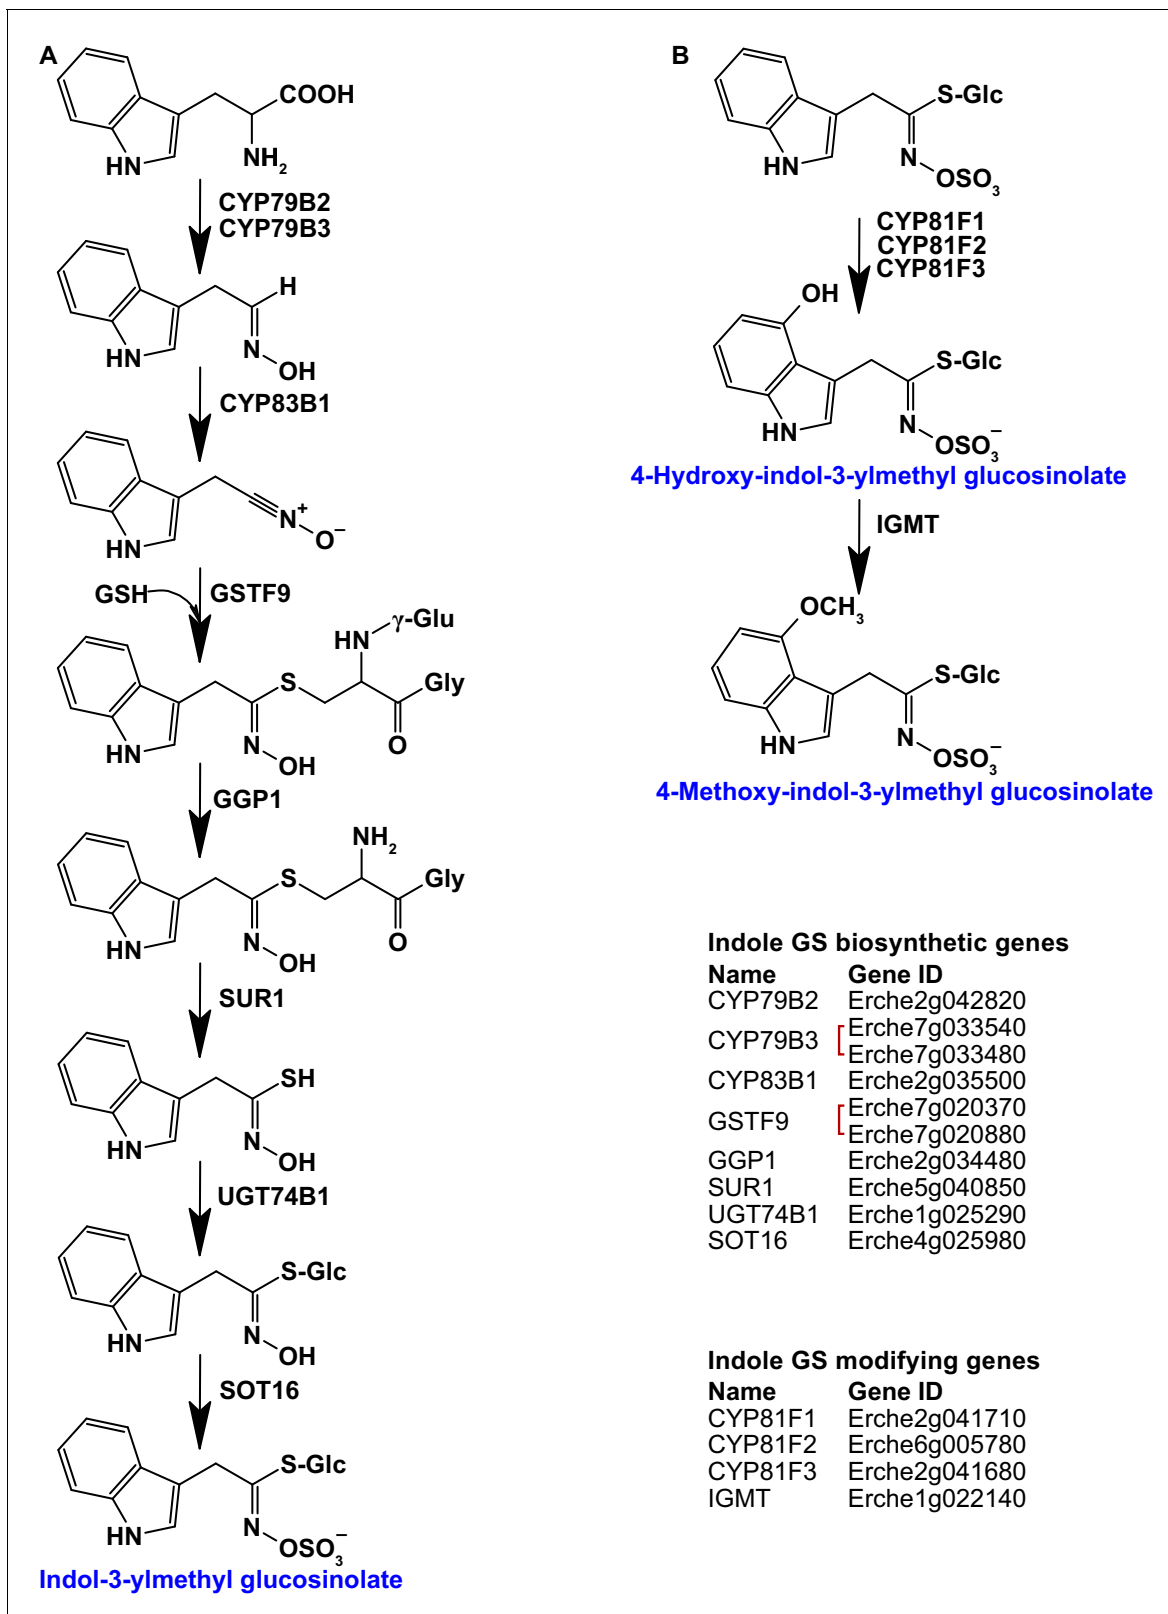 A
COOH
NH2
HN
CYP79B2
CYP79B3
H
N
OH
HN
CYP83B1
N+
O−
HN
GSH
GSTF9
γ-Glu
HN
S
Gly
O
N
OH
HN
GGP1
NH2
S
Gly
O
N
OH
HN
SUR1
SH
N
OH
HN
UGT74B1
S-Glc
N
OH
HN
SOT16
S-Glc
N
OSO3−
HN
Indol-3-ylmethyl glucosinolate
B
S-Glc
N
OSO3
HN
CYP81F1
CYP81F2
CYP81F3
OH
S-Glc
N
OSO3−
HN
4-Hydroxy-indol-3-ylmethyl glucosinolate
IGMT
OCH3
S-Glc
N
OSO3−
HN
4-Methoxy-indol-3-ylmethyl glucosinolate
Indole GS biosynthetic genes
Name Gene ID
CYP79B2 Erche2g042820
CYP79B3 Erche7g033540
Erche7g033480
CYP83B1 Erche2g035500
GSTF9 Erche7g020370
Erche7g020880
GGP1 Erche2g034480
SUR1 Erche5g040850
UGT74B1 Erche1g025290
SOT16 Erche4g025980
Indole GS modifying genes
Name Gene ID
CYP81F1 Erche2g041710
CYP81F2 Erche6g005780
CYP81F3 Erche2g041680
IGMT Erche1g022140